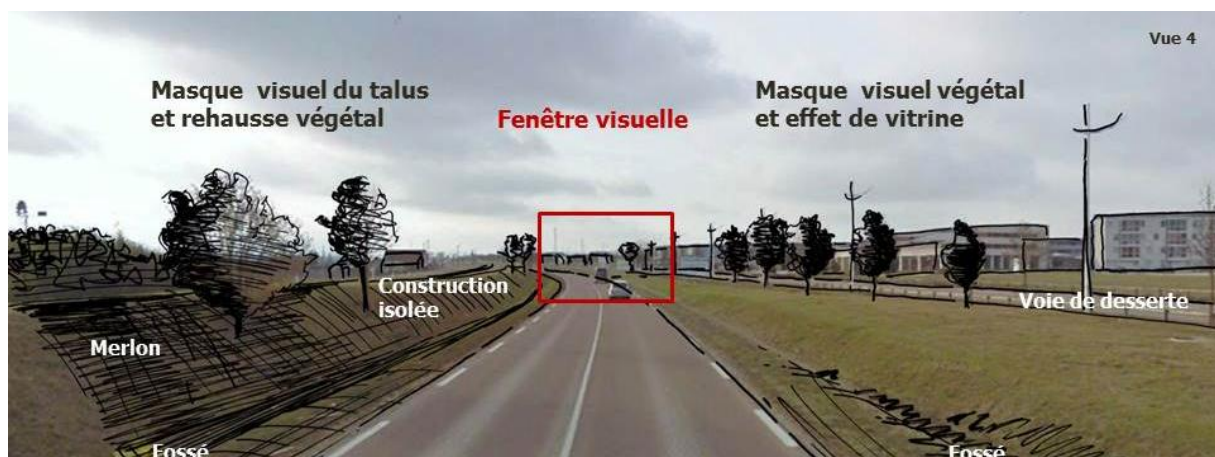 Vue 4
Masque visuel du talus
et rehausse végétal
Fenêtre visuelle
Masque visuel végétal
et effet de vitrine
Construction
isolée
Voie de desserte
Merlon
Fossé
Fossé